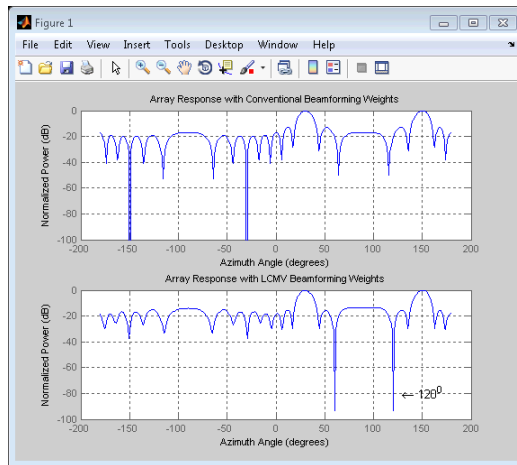 Figure 1
File Edit View Insert Tools Desktop Window Help
Array Response with Conventional Beamforming Weights
Normalized Power (dB)
0
-20
-40
-60
-80
-100
-200 -150 -100 -50 0 50 100 150 200
Azimuth Angle (degrees)
Array Response with LCMV Beamforming Weights
Normalized Power (dB)
0
-20
-40
-60
-80
-100
← 120⁰
-200 -150 -100 -50 0 50 100 150 200
Azimuth Angle (degrees)